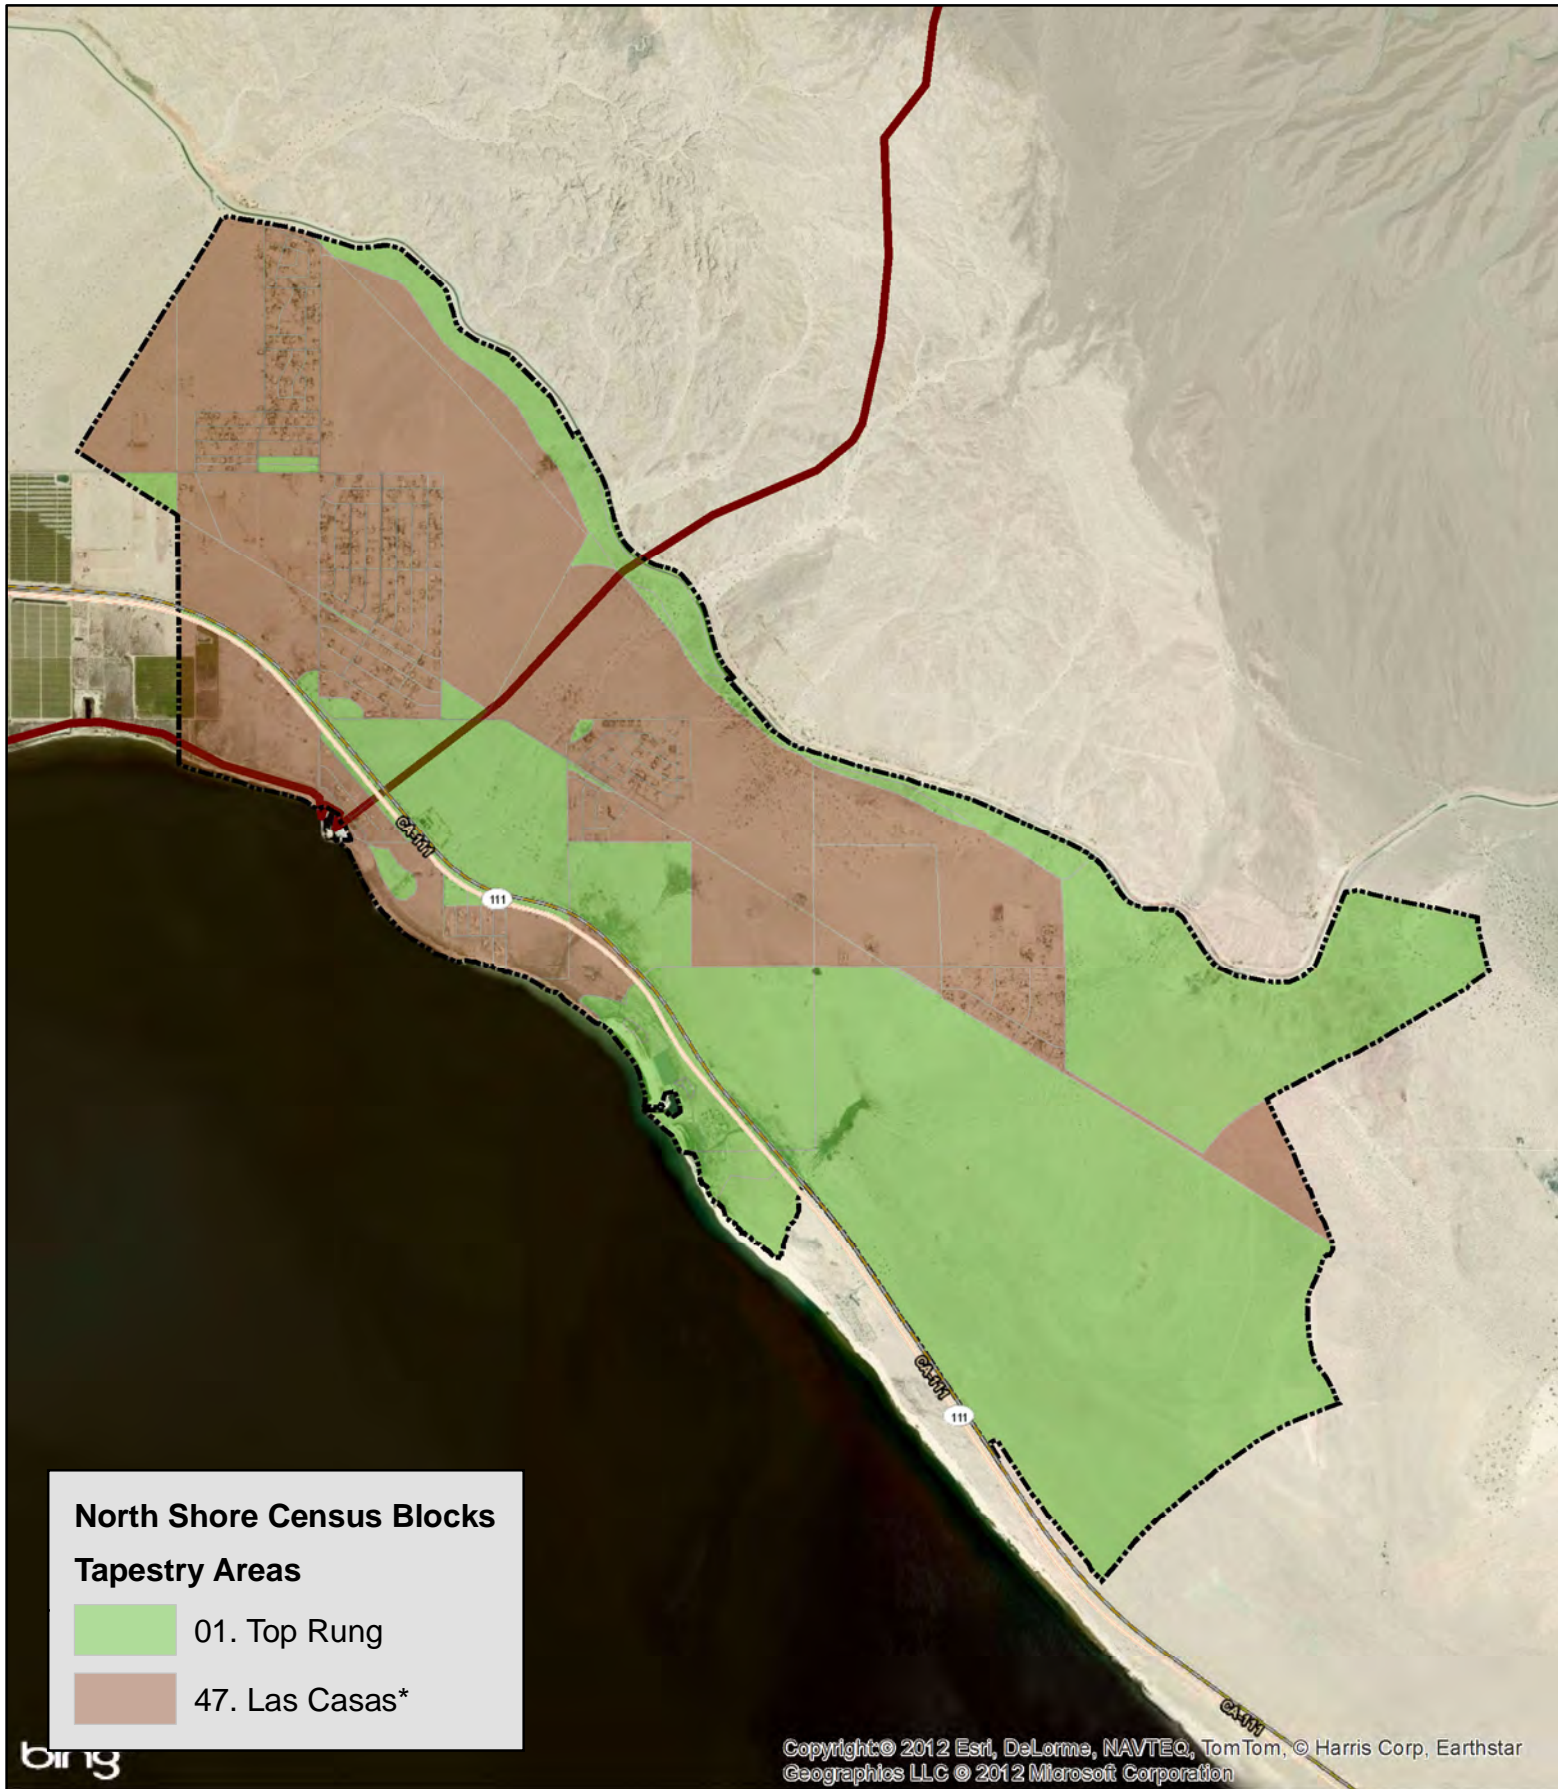 CA-111
111
CA-111
111
CA-111
North Shore Census Blocks
Tapestry Areas
01. Top Rung
47. Las Casas*
bing
Copyright:© 2012 Esri, DeLorme, NAVTEQ, TomTom, © Harris Corp, Earthstar
Geographics LLC © 2012 Microsoft Corporation